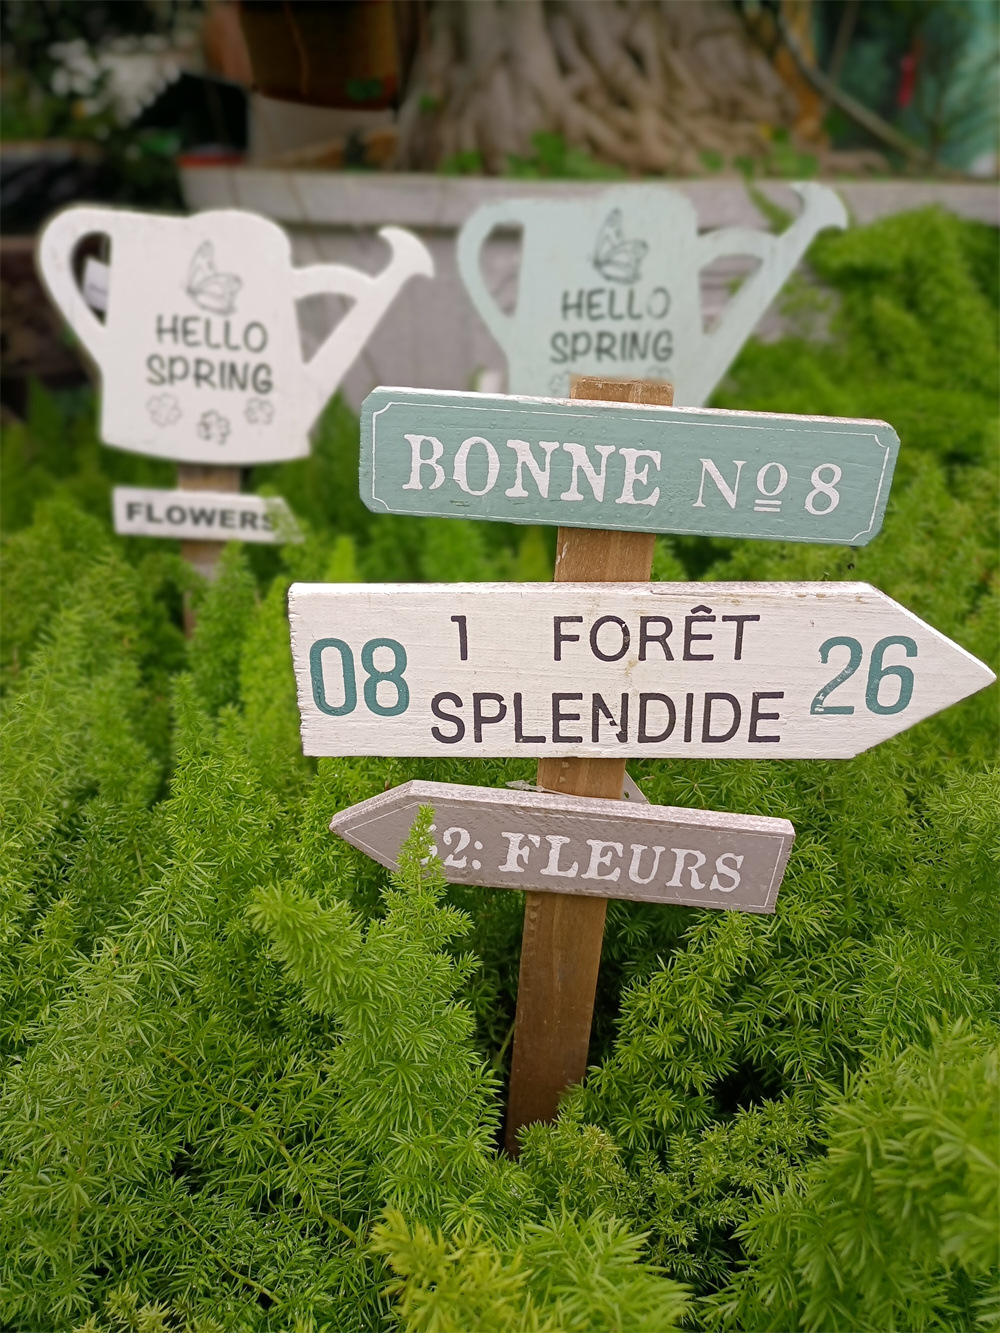 HELLO
SPRING
FLOWERS
HELLO
SPRING
BONNE Nº 8
08 1 FORÊT 26
SPLENDIDE
FLEURS